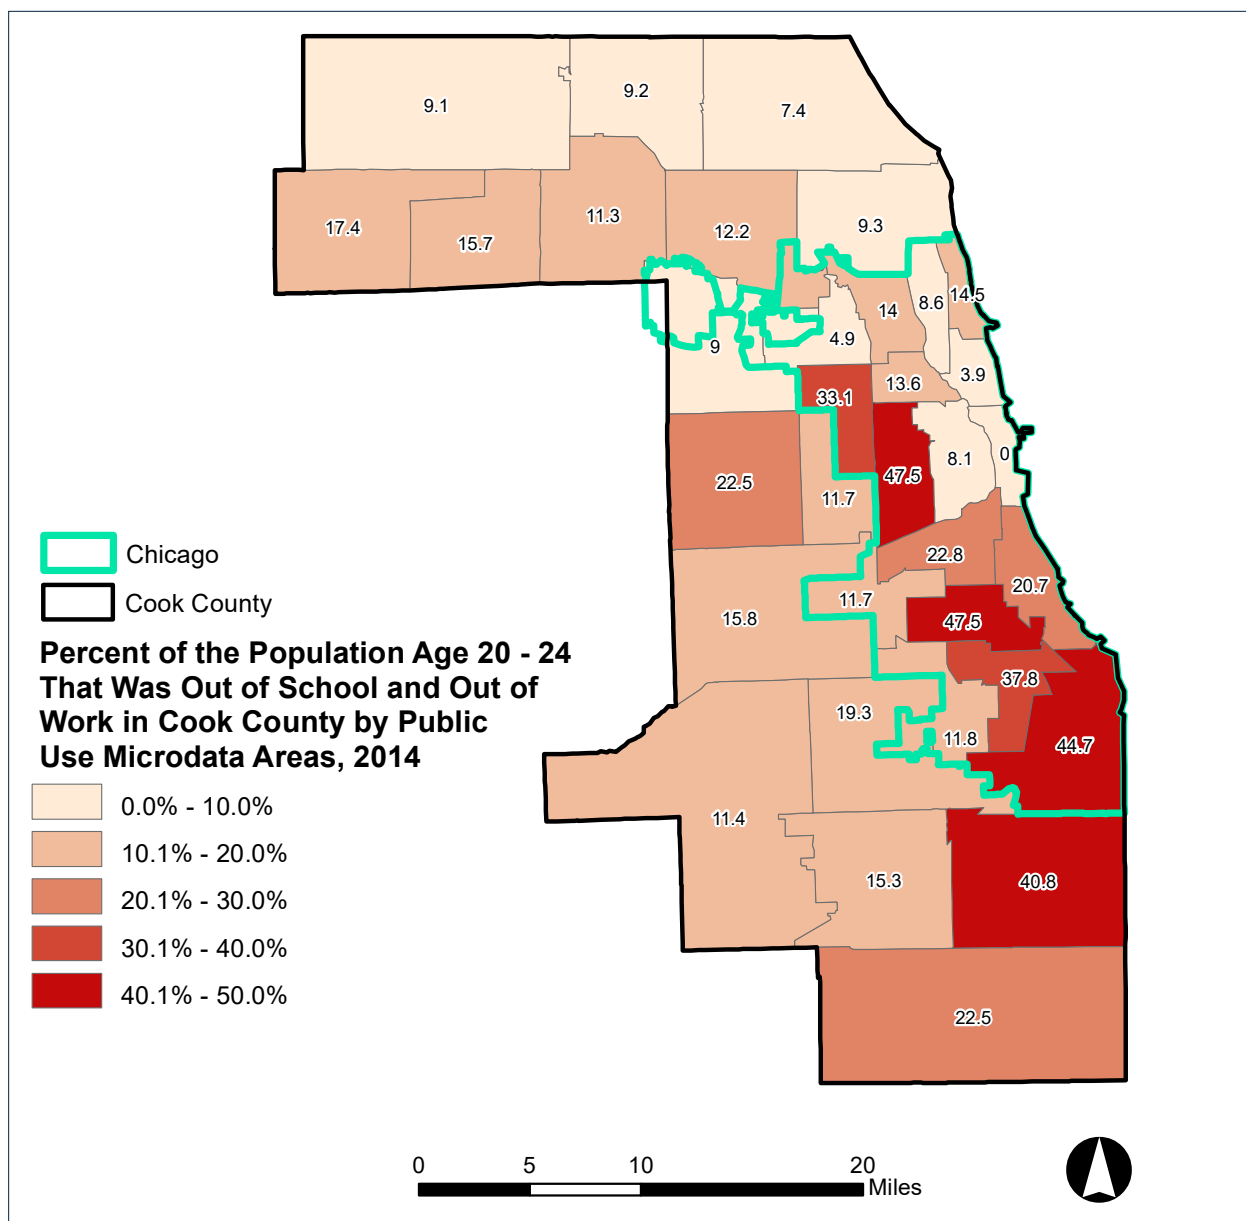 9.1
9.2
7.4
17.4
15.7
11.3
12.2
9.3
14.5
8.6
14
4.9
9
3.9
13.6
33.1
8.1
0
47.5
22.5
11.7
Chicago
22.8
20.7
11.7
Cook County
15.8
47.5
Percent of the Population Age 20 - 24
That Was Out of School and Out of
Work in Cook County by Public
Use Microdata Areas, 2014
37.8
19.3
11.8
44.7
0.0% - 10.0%
10.1% - 20.0%
20.1% - 30.0%
30.1% - 40.0%
40.1% - 50.0%
11.4
15.3
40.8
22.5
0 5 10 20
Miles